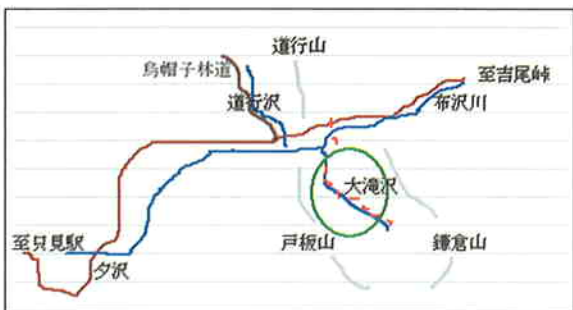 道行山
烏帽子林道
至吉尾峠
道行沢
布沢川
大滝沢
至只見駅
戸板山
鎌倉山
夕沢